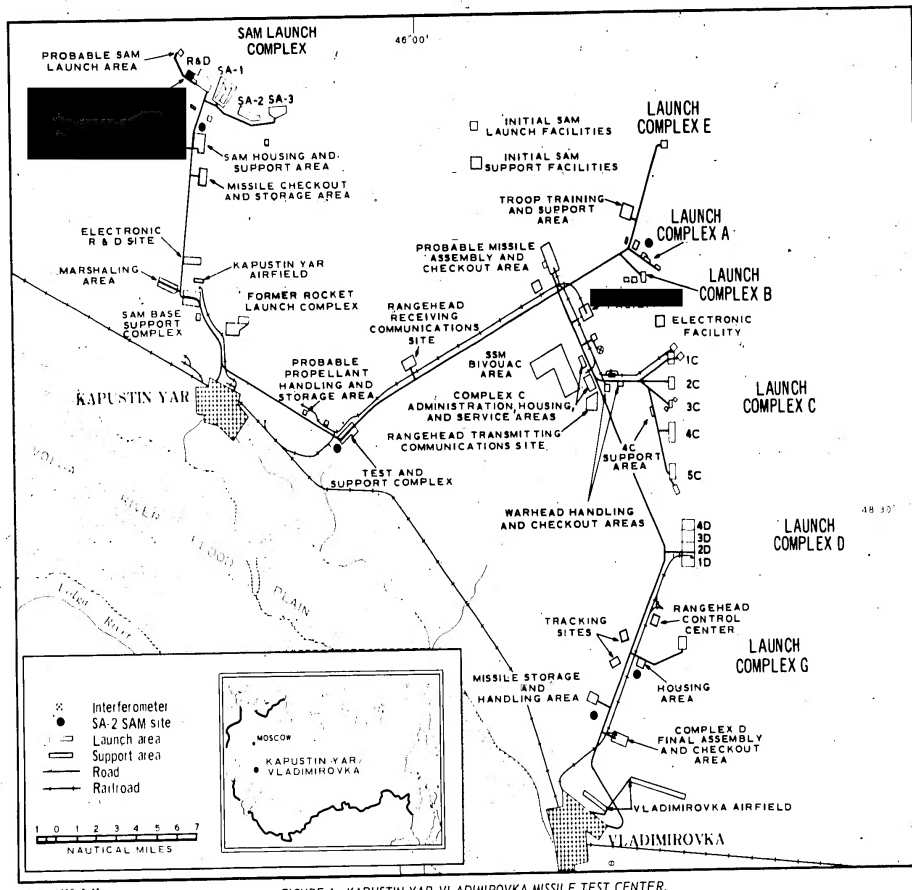 SAM LAUNCH
COMPLEX
46°00'
PROBABLE SAM
LAUNCH AREA
R&D
SA-1
SA-2
SA-3
INITIAL SAM
LAUNCH FACILITIES
INITIAL SAM
SUPPORT FACILITIES
LAUNCH
COMPLEX E
SAM HOUSING AND
SUPPORT AREA
MISSILE CHECKOUT
AND STORAGE AREA
TROOP TRAINING
AND SUPPORT
AREA
LAUNCH
COMPLEX A
ELECTRONIC
R & D SITE
MARSHALING
AREA
KAPUSTIN YAR
AIRFIELD
PROBABLE MISSILE
ASSEMBLY AND
CHECKOUT AREA
LAUNCH
COMPLEX B
SAM BASE
SUPPORT
COMPLEX
FORMER ROCKET
LAUNCH COMPLEX
RANGEHEAD
RECEIVING
COMMUNICATIONS
SITE
ELECTRONIC
FACILITY
PROBABLE
PROPELLANT
HANDLING AND
STORAGE AREA
SSM
BIVOUAC
AREA
1C
2C
3C
4C
5C
LAUNCH
COMPLEX C
KAPUSTIN YAR
COMPLEX C
ADMINISTRATION, HOUSING,
AND SERVICE AREAS
RANGEHEAD TRANSMITTING
COMMUNICATIONS SITE
4C
SUPPORT
AREA
TEST AND
SUPPORT COMPLEX
WARHEAD HANDLING
AND CHECKOUT AREAS
48°30'
VOLGA
RIVER
FLOOD
PLAIN
Volga
River
4D
3D
2D
1D
LAUNCH
COMPLEX D
TRACKING
SITES
RANGEHEAD
CONTROL
CENTER
LAUNCH
COMPLEX G
MISSILE STORAGE
AND
HANDLING AREA
HOUSING
AREA
COMPLEX D
FINAL ASSEMBLY
AND CHECKOUT
AREA
VLADIMIROVKA AIRFIELD
VLADIMIROVKA
Interferometer
SA-2 SAM site
Launch area
Support area
Road
Railroad
1 0 1 2 3 4 5 6 7
NAUTICAL MILES
MOSCOW
KAPUSTIN YAR/
VLADIMIROVKA
FIGURE 1. KAPUSTIN YAR/VLADIMIROVKA MISSILE TEST CENTER.